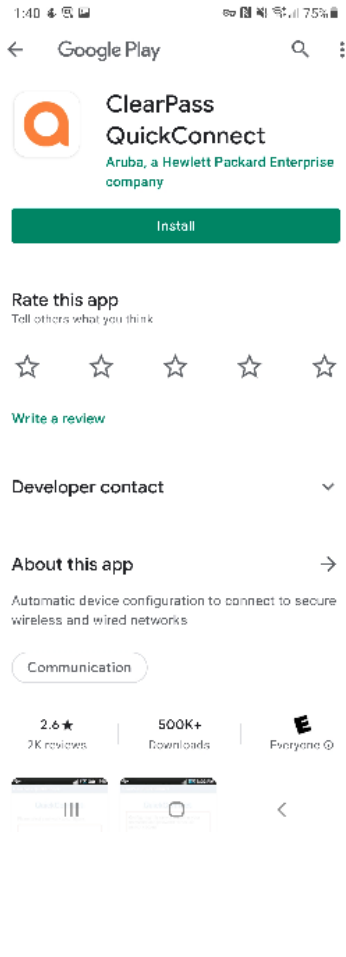 1:40 75%
Google Play
ClearPass
QuickConnect
Aruba, a Hewlett Packard Enterprise
company
Install
Rate this app
Tell others what you think
Write a review
Developer contact
About this app
Automatic device configuration to connect to secure
wireless and wired networks
Communication
2.6★ 500K+ E
2K reviews Downloads Everyone